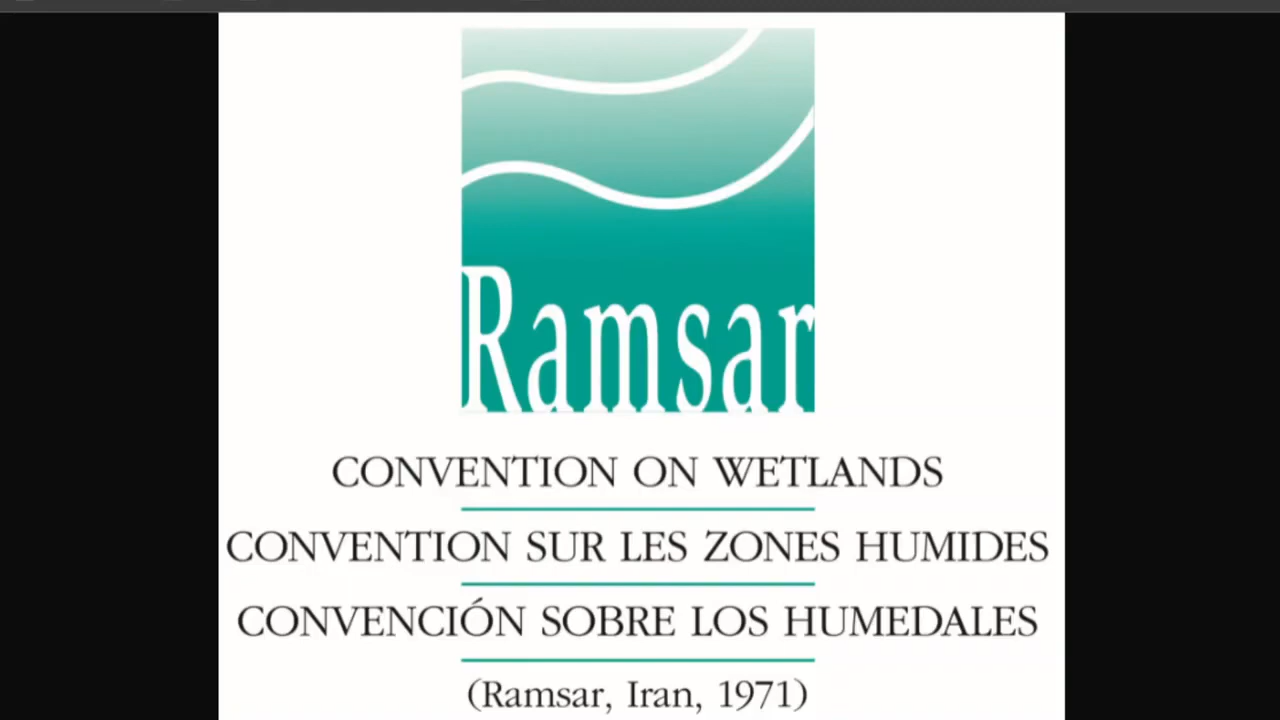 Ramsar
CONVENTION ON WETLANDS
CONVENTION SUR LES ZONES HUMIDES
CONVENCIÓN SOBRE LOS HUMEDALES
(Ramsar, Iran, 1971)